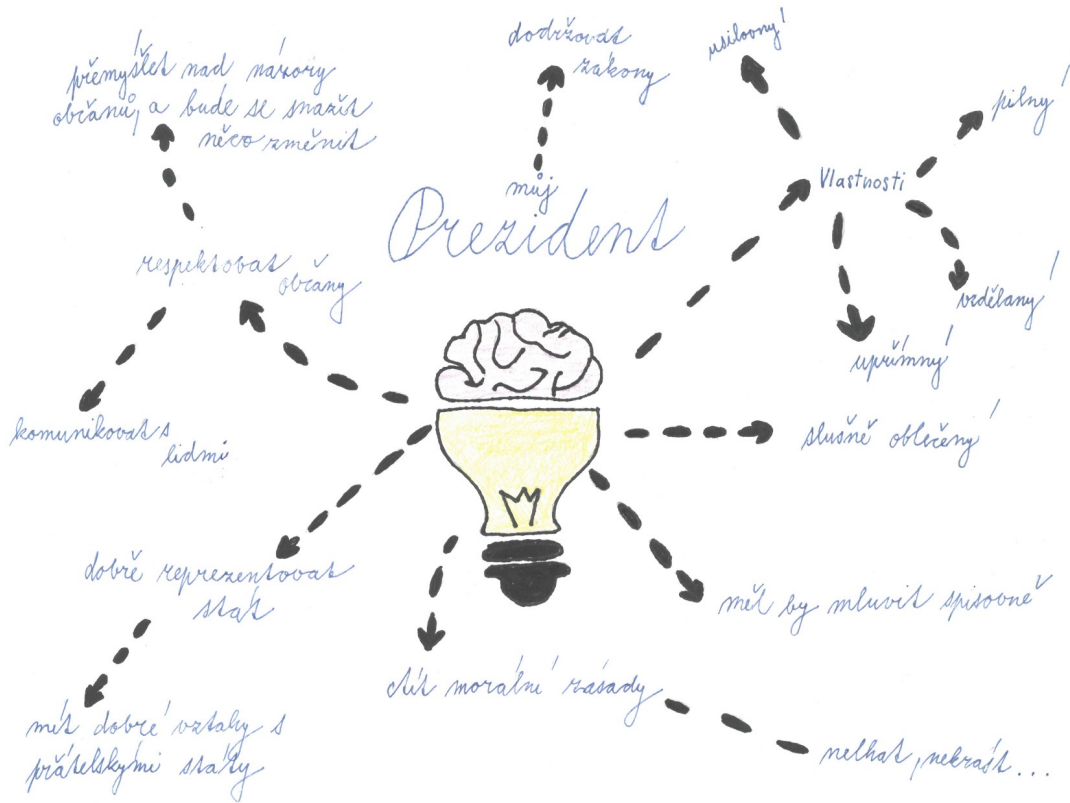 přemýšlet nad názory
občanů, a bude se snažit
něco změnit
dodržovat
zákony
usilovný
pilný
Vlastnosti
můj
Prezident
respektovat
občany
vzdělaný
upřímný
komunikovat s
lidmi
slušně oblečený
dobře reprezentovat
stát
měl by mluvit spisovně
ctít morální zásady
mít dobré vztahy s
přátelskými státy
nelhat, nekrást...